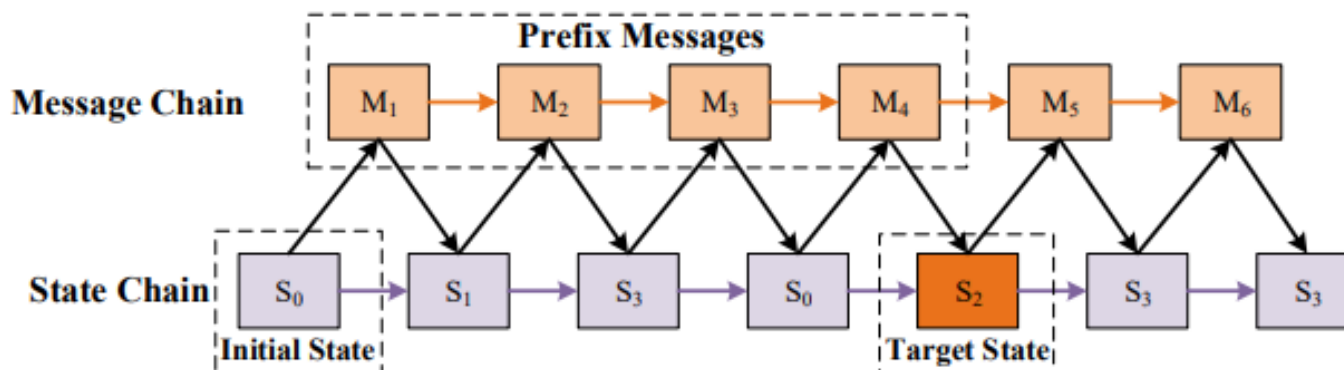 Prefix Messages
Message Chain M₁ M₂ M₃ M₄ M₅ M₆
State Chain S₀ S₁ S₃ S₀ S₂ S₃ S₃
Initial State Target State